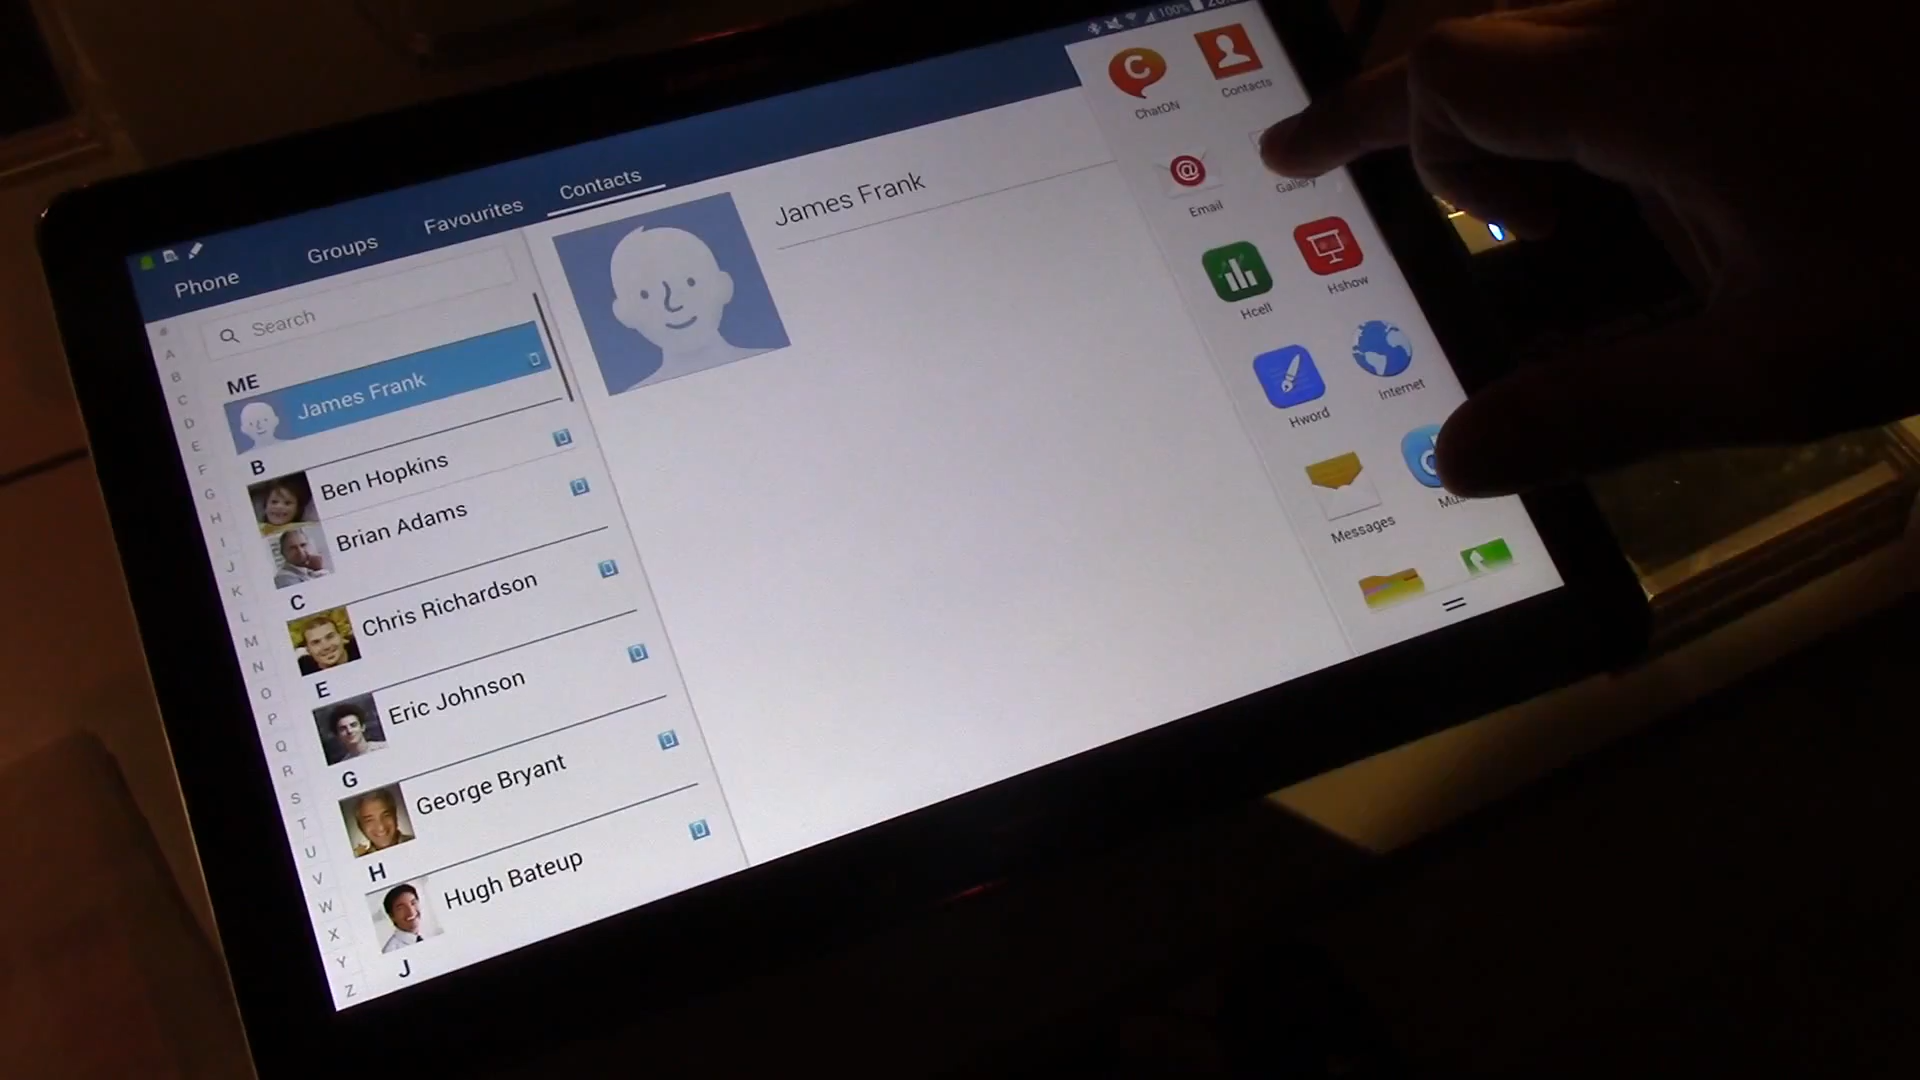 100%
Phone
Groups
Favourites
Contacts
Search
ME
James Frank
B
Ben Hopkins
Brian Adams
C
Chris Richardson
E
Eric Johnson
G
George Bryant
H
Hugh Bateup
J
#
A
B
C
D
E
F
G
H
I
J
K
L
M
N
O
P
Q
R
S
T
U
V
W
X
Y
Z
James Frank
ChatON
Contacts
Email
Gallery
Hcell
Hshow
Hword
Internet
Messages